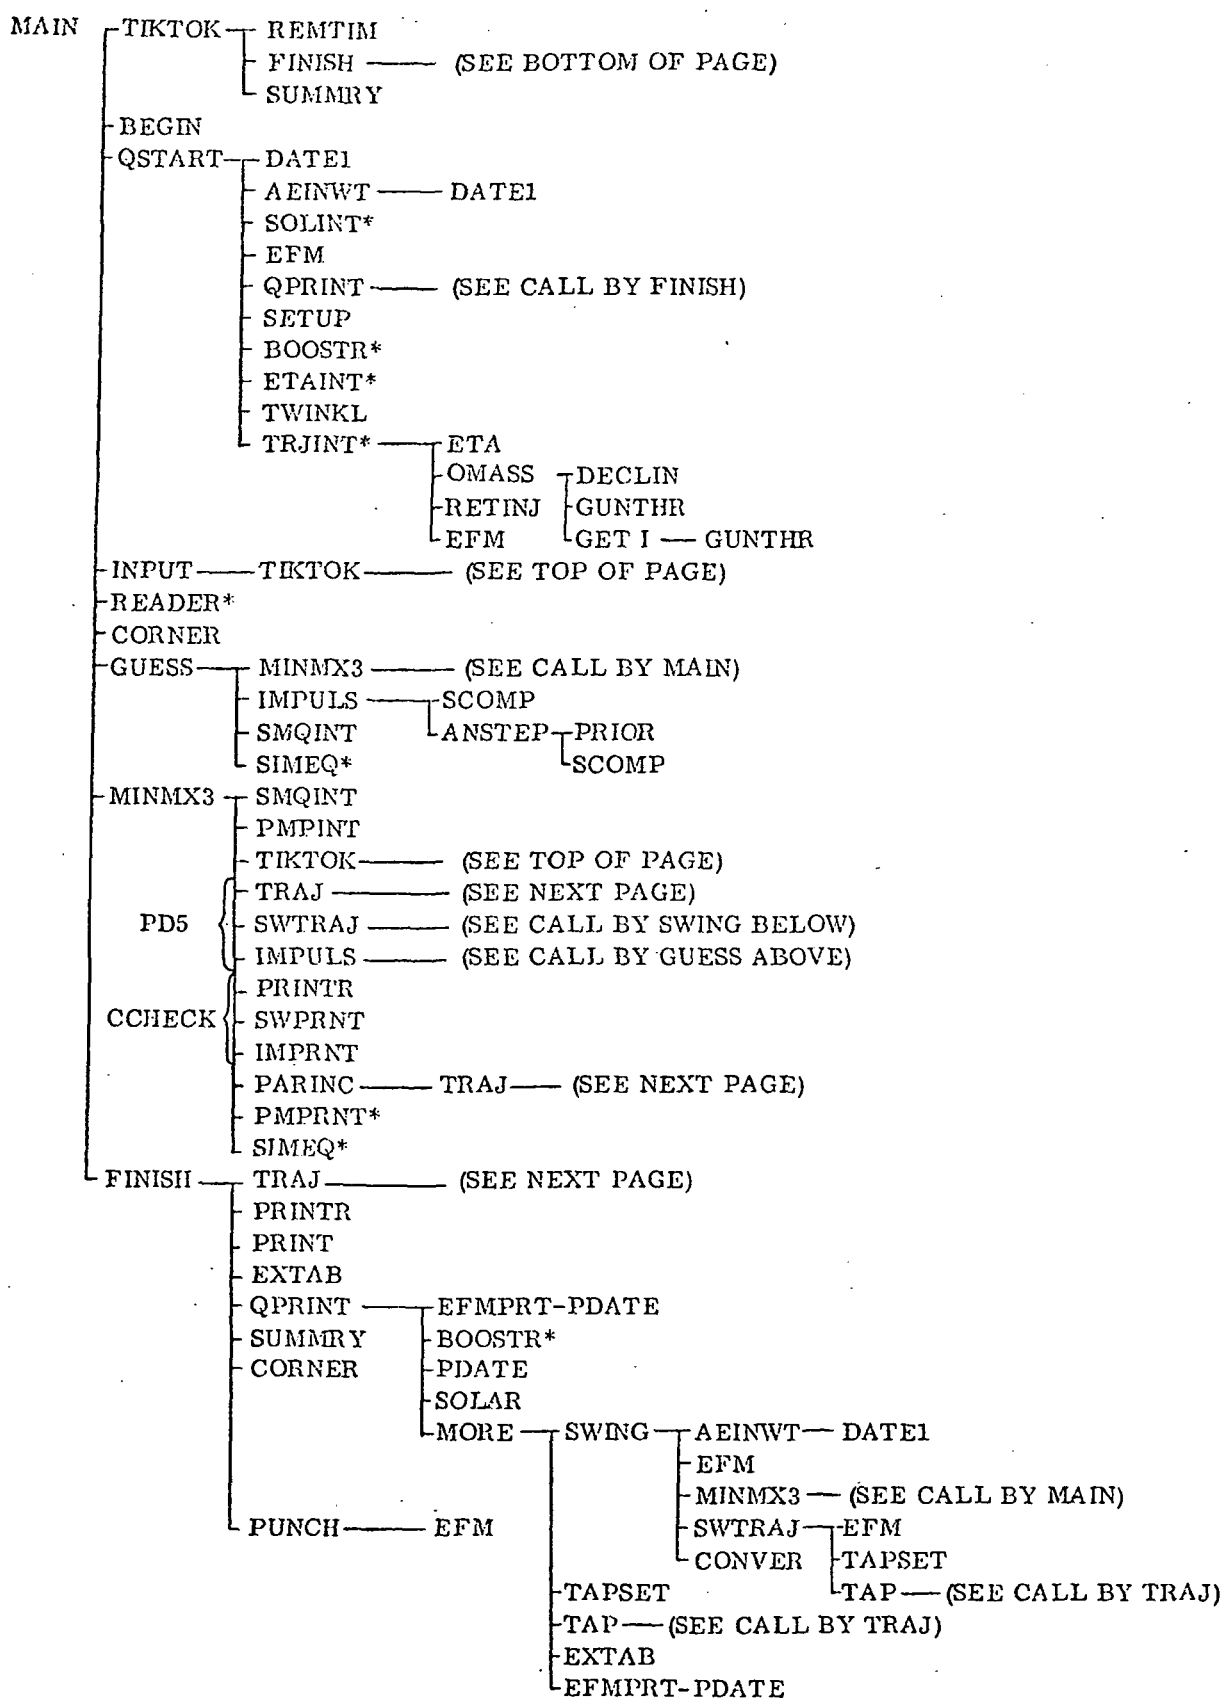 MAIN TIKTOK REMTIM
FINISH (SEE BOTTOM OF PAGE)
SUMMRY
BEGIN
QSTART DATE1
AEINWT DATE1
SOLINT*
EFM
QPRINT (SEE CALL BY FINISH)
SETUP
BOOSTR*
ETAINT*
TWINKL
TRJINT* ETA
OMASS DECLIN
RETINJ GUNTHR
EFM GET I GUNTHR
INPUT TIKTOK (SEE TOP OF PAGE)
READER*
CORNER
GUESS MINMX3 (SEE CALL BY MAIN)
IMPULS SCOMP
SMQINT ANSTEP PRIOR
SIMEQ* SCOMP
MINMX3 SMQINT
PMPINT
TIKTOK (SEE TOP OF PAGE)
TRAJ (SEE NEXT PAGE)
PD5 SWTRAJ (SEE CALL BY SWING BELOW)
IMPULS (SEE CALL BY GUESS ABOVE)
PRINTR
CCHECK SWPRNT
IMPRNT
PARINC TRAJ (SEE NEXT PAGE)
PMPRNT*
SIMEQ*
FINISH TRAJ (SEE NEXT PAGE)
PRINTR
PRINT
EXTAB
QPRINT EFMPRT-PDATE
SUMMRY BOOSTR*
CORNER PDATE
SOLAR
MORE SWING AEINWT DATE1
EFM
MINMX3 (SEE CALL BY MAIN)
PUNCH EFM SWTRAJ EFM
CONVER TAPSET
TAPSET TAP (SEE CALL BY TRAJ)
TAP (SEE CALL BY TRAJ)
EXTAB
EFMPRT-PDATE